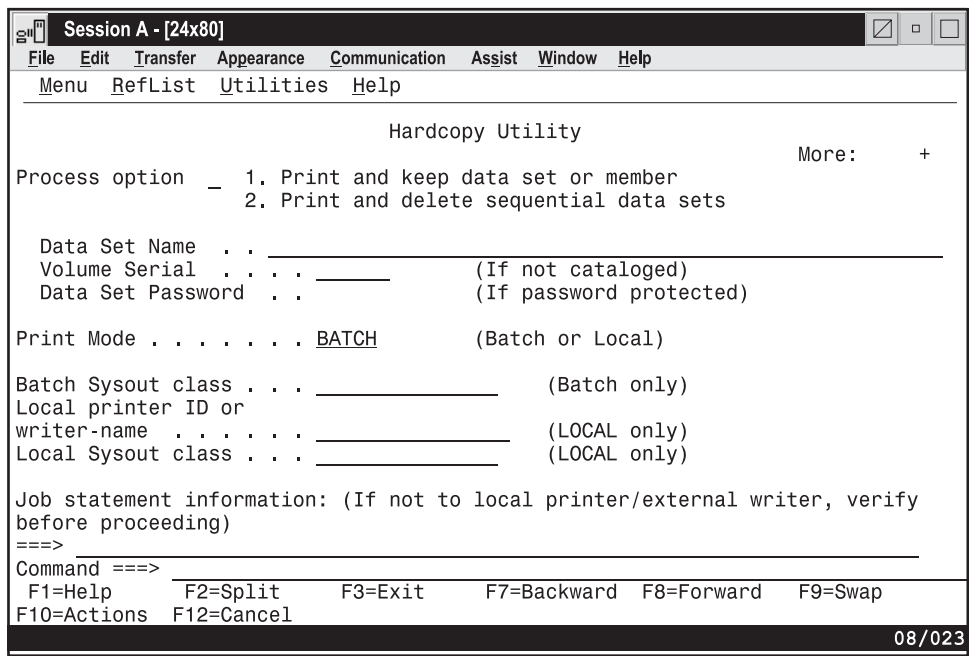 Session A - [24x80]
File Edit Transfer Appearance Communication Assist Window Help
Menu RefList Utilities Help
Hardcopy Utility
More: +
Process option _ 1. Print and keep data set or member
2. Print and delete sequential data sets
Data Set Name . .
Volume Serial . . . . (If not cataloged)
Data Set Password . . (If password protected)
Print Mode . . . . . . . BATCH (Batch or Local)
Batch Sysout class . . . (Batch only)
Local printer ID or
writer-name . . . . . . (LOCAL only)
Local Sysout class . . . (LOCAL only)
Job statement information: (If not to local printer/external writer, verify
before proceeding)
===>
Command ===>
F1=Help F2=Split F3=Exit F7=Backward F8=Forward F9=Swap
F10=Actions F12=Cancel
08/023